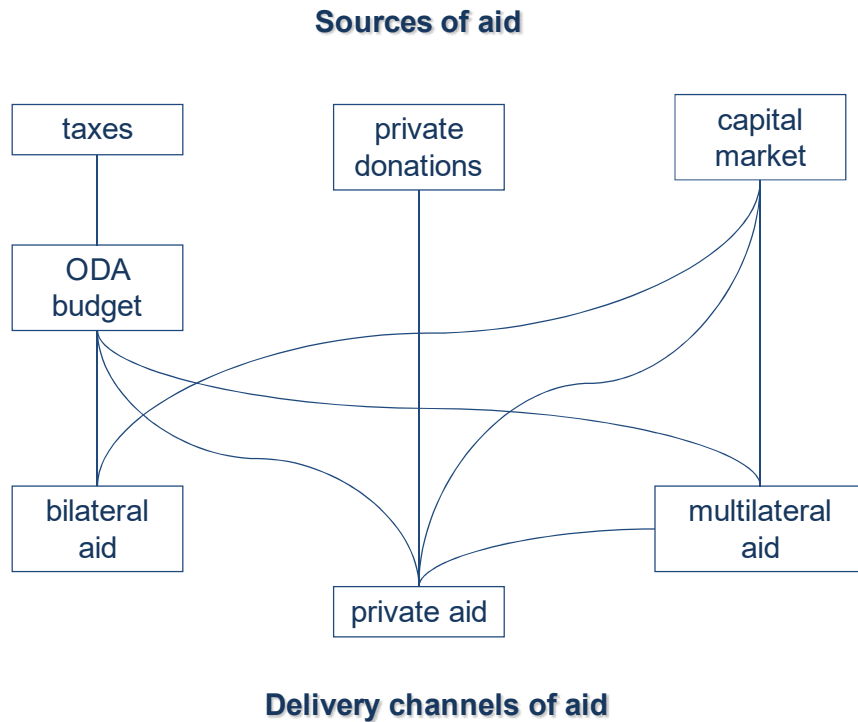 Sources of aid
taxes
private
donations
capital
market
ODA
budget
bilateral
aid
multilateral
aid
private aid
Delivery channels of aid